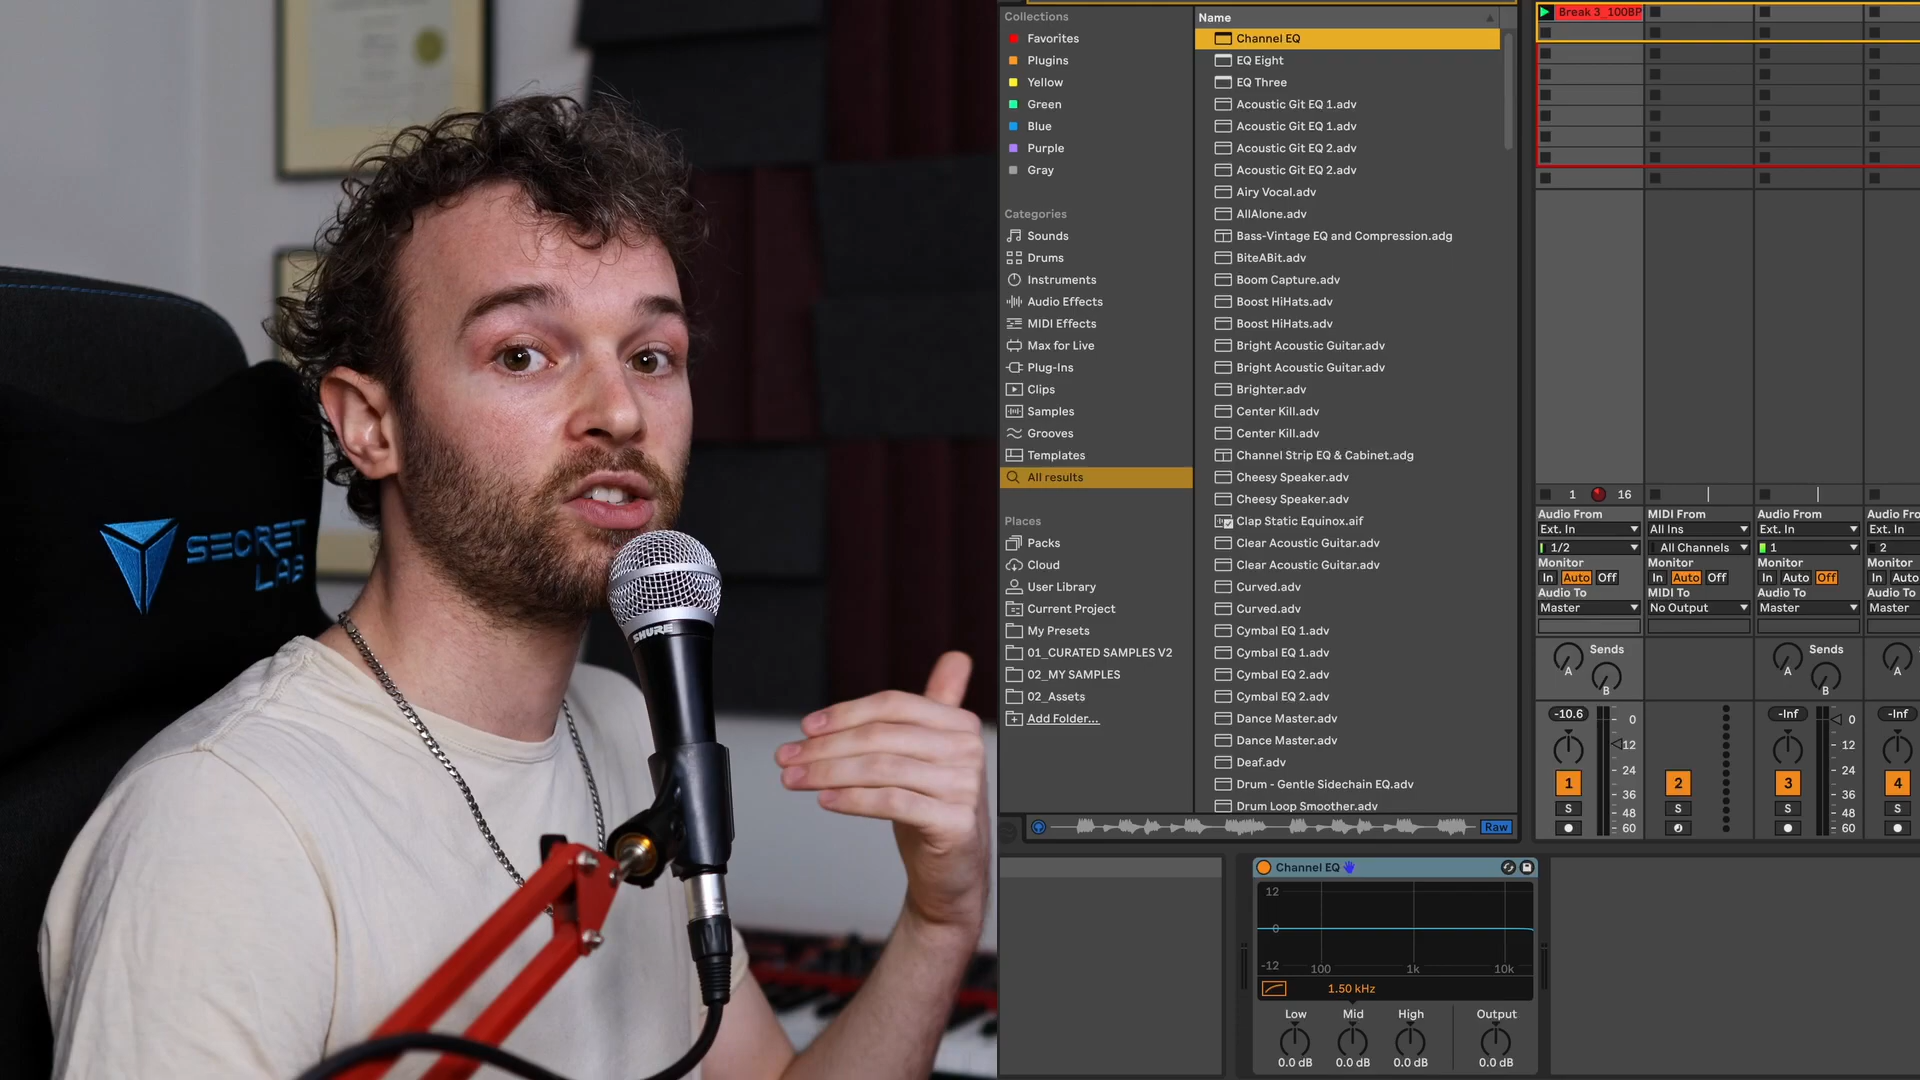 SECRET
LAB
SHURE
Collections
Favorites
Plugins
Yellow
Green
Blue
Purple
Gray
Categories
Sounds
Drums
Instruments
Audio Effects
MIDI Effects
Max for Live
Plug-Ins
Clips
Samples
Grooves
Templates
All results
Places
Packs
Cloud
User Library
Current Project
My Presets
01_CURATED SAMPLES V2
02_MY SAMPLES
02_Assets
Add Folder...
Name
Channel EQ
EQ Eight
EQ Three
Acoustic Git EQ 1.adv
Acoustic Git EQ 1.adv
Acoustic Git EQ 2.adv
Acoustic Git EQ 2.adv
Airy Vocal.adv
AllAlone.adv
Bass-Vintage EQ and Compression.adg
BiteABit.adv
Boom Capture.adv
Boost HiHats.adv
Boost HiHats.adv
Bright Acoustic Guitar.adv
Bright Acoustic Guitar.adv
Brighter.adv
Center Kill.adv
Center Kill.adv
Channel Strip EQ & Cabinet.adg
Cheesy Speaker.adv
Cheesy Speaker.adv
Clap Static Equinox.aif
Clear Acoustic Guitar.adv
Clear Acoustic Guitar.adv
Curved.adv
Curved.adv
Cymbal EQ 1.adv
Cymbal EQ 1.adv
Cymbal EQ 2.adv
Cymbal EQ 2.adv
Dance Master.adv
Dance Master.adv
Deaf.adv
Drum - Gentle Sidechain EQ.adv
Drum Loop Smoother.adv
Raw
Break 3_100BP
1 16
Audio From MIDI From Audio From Audio Fro
Ext. In All Ins Ext. In Ext. In
1/2 All Channels 1 2
Monitor Monitor Monitor Monitor
In Auto Off In Auto Off In Auto Off In Auto
Audio To MIDI To Audio To Audio To
Master No Output Master Master
Sends Sends
A A A
B B
-10.6 0 -Inf 0 -Inf
12 12
24 24
1 2 3 4
36 36
S S S S
48 48
60 60
Channel EQ
12
0
-12 100 1k 10k
1.50 kHz
Low Mid High Output
0.0 dB 0.0 dB 0.0 dB 0.0 dB